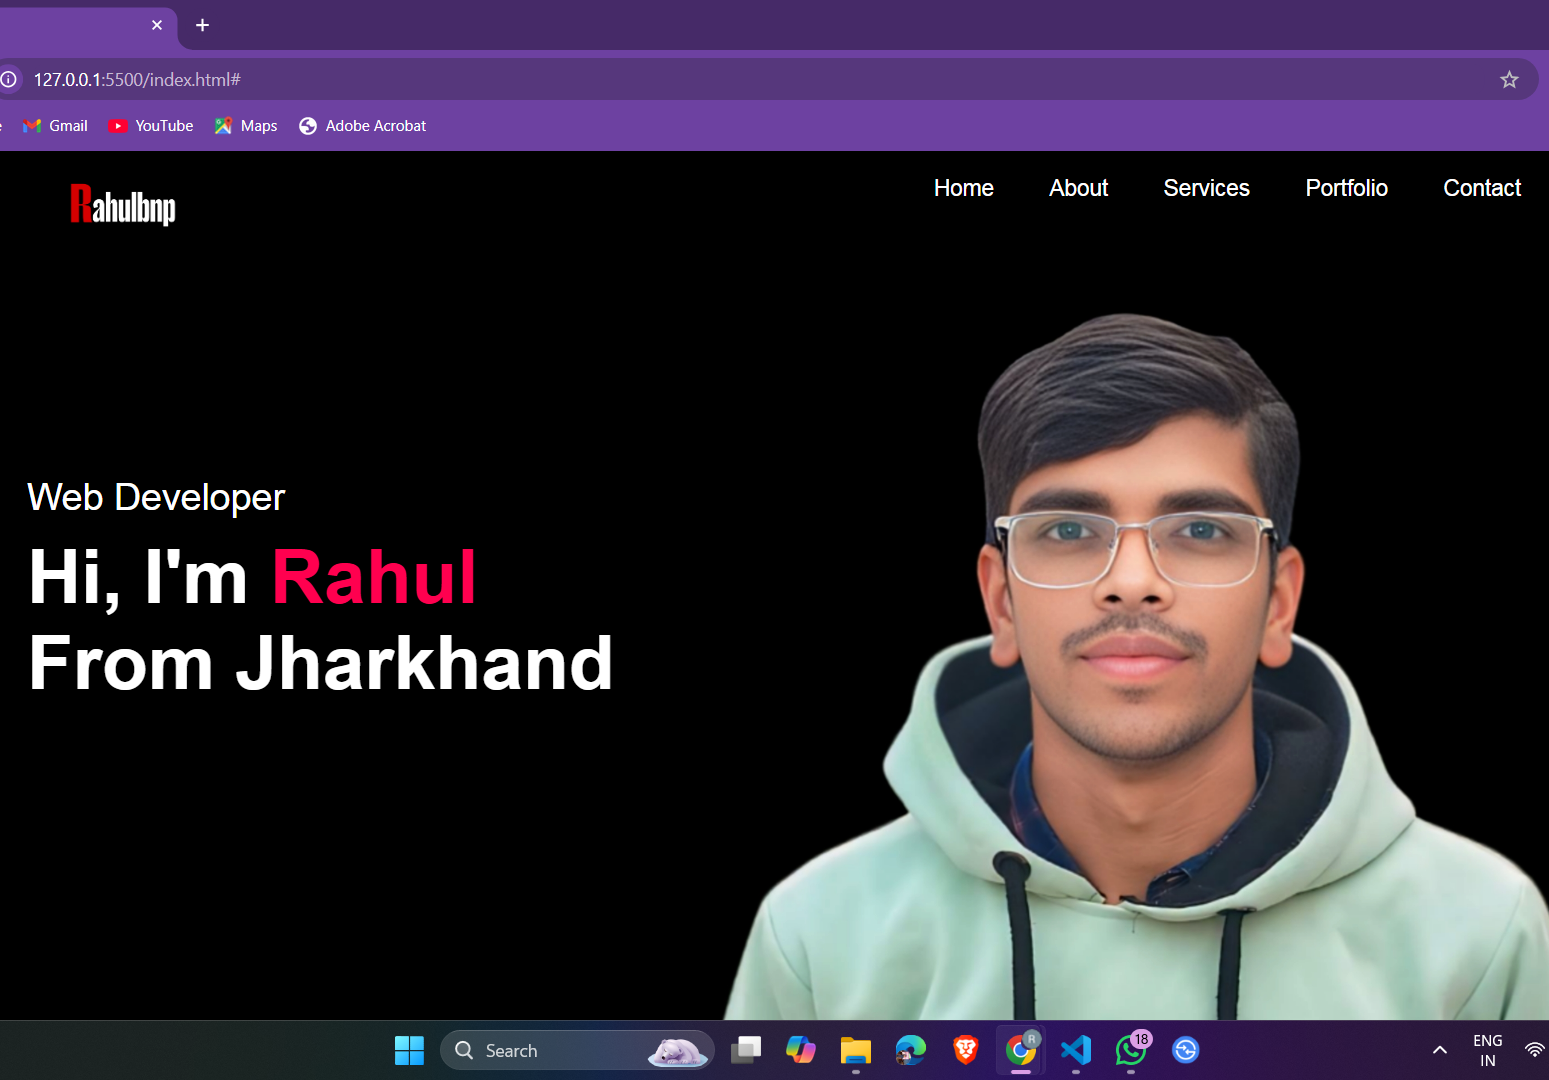 127.0.0.1:5500/index.html#
Gmail YouTube Maps Adobe Acrobat
Rahulbnp
Home About Services Portfolio Contact
Web Developer
Hi, I'm Rahul
From Jharkhand
Search
R
18
ENG
IN